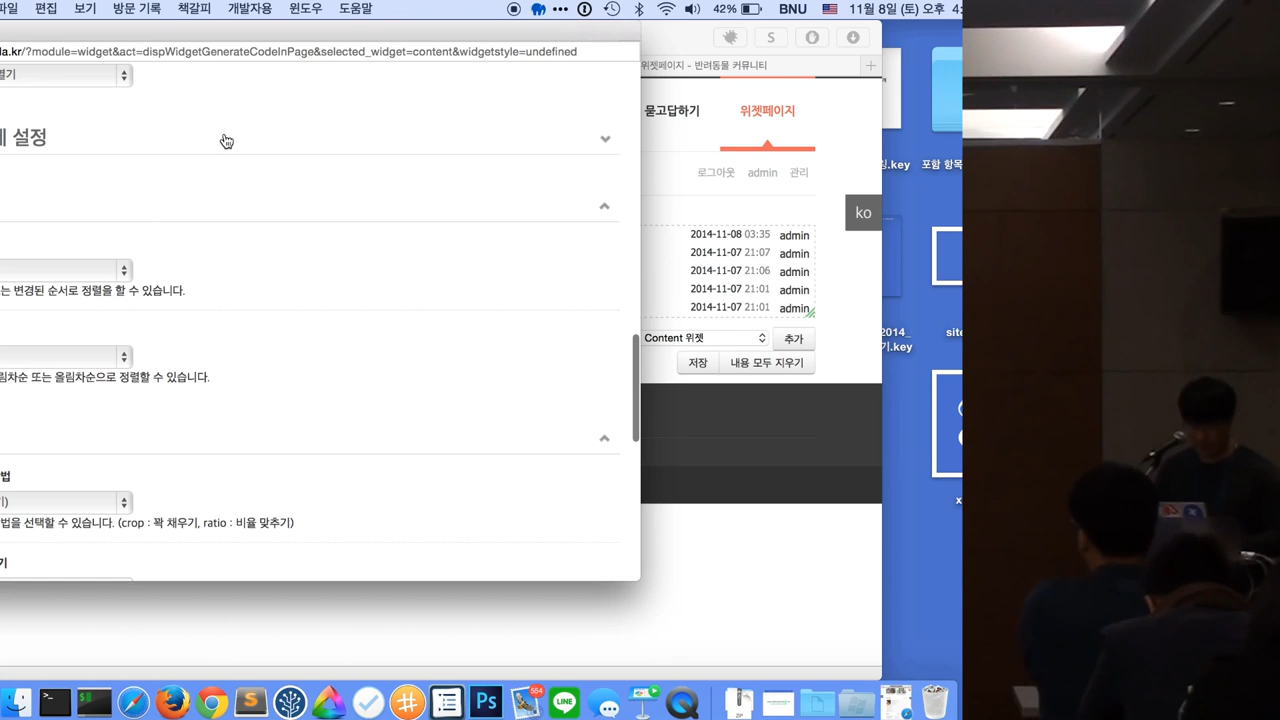 파일 편집 보기 방문 기록 책갈피 개발자용 윈도우 도움말 42% BNU 11월 8일 (토) 오후 4:
la.kr/?module=widget&act=dispWidgetGenerateCodeInPage&selected_widget=content&widgetstyle=undefined
위젯페이지 - 반려동물 커뮤니티
열기
묻고답하기 위젯페이지
설정
로그아웃 admin 관리
ko
2014-11-08 03:35 admin
2014-11-07 21:07 admin
2014-11-07 21:06 admin
2014-11-07 21:01 admin
2014-11-07 21:01 admin
는 변경된 순서로 정렬을 할 수 있습니다.
Content 위젯 추가
저장 내용 모두 지우기
림차순 또는 올림차순으로 정렬할 수 있습니다.
법
기)
법을 선택할 수 있습니다. (crop : 꽉 채우기, ratio : 비율 맞추기)
기
.key
포함 항목
2014_
기.key
site
x
554
LINE
Ps
ZIP